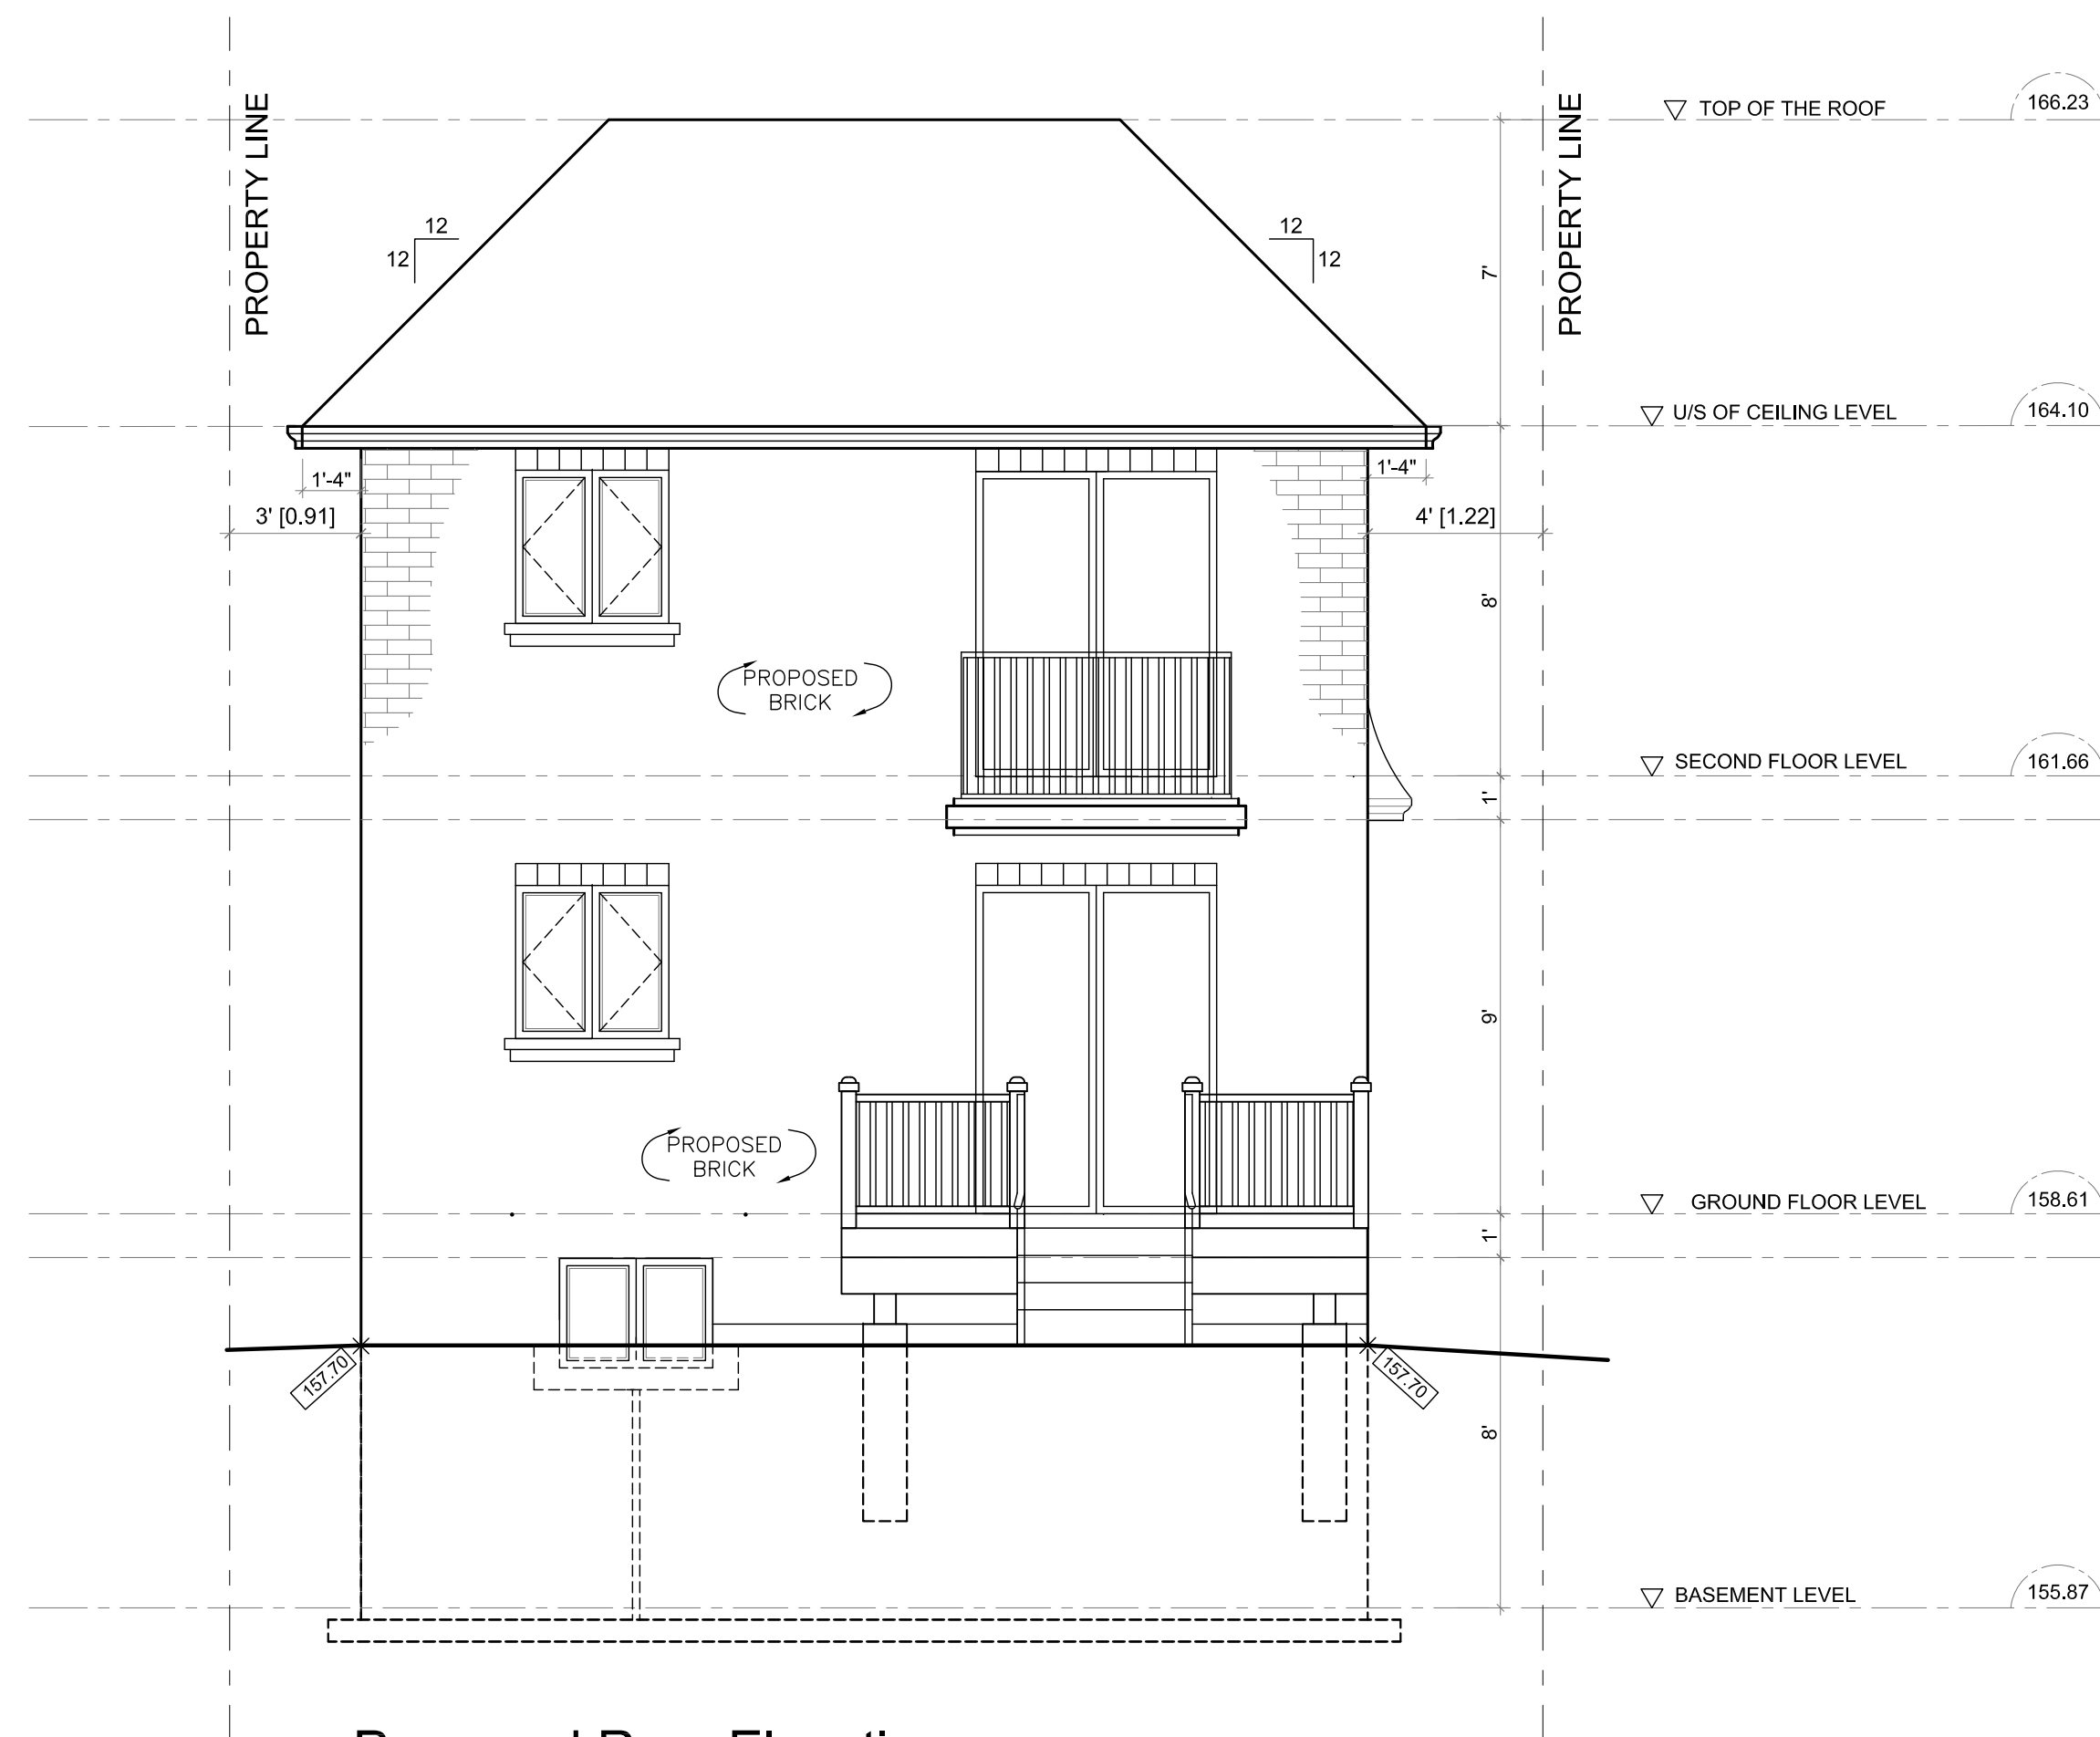 PROPERTY LINE
PROPERTY LINE
TOP OF THE ROOF
166.23
12
12
12
12
7'
U/S OF CEILING LEVEL
164.10
1'-4"
1'-4"
3' [0.91]
4' [1.22]
8'
PROPOSED
BRICK
SECOND FLOOR LEVEL
161.66
1'
9'
PROPOSED
BRICK
GROUND FLOOR LEVEL
158.61
1'
157.70
157.70
8'
BASEMENT LEVEL
155.87